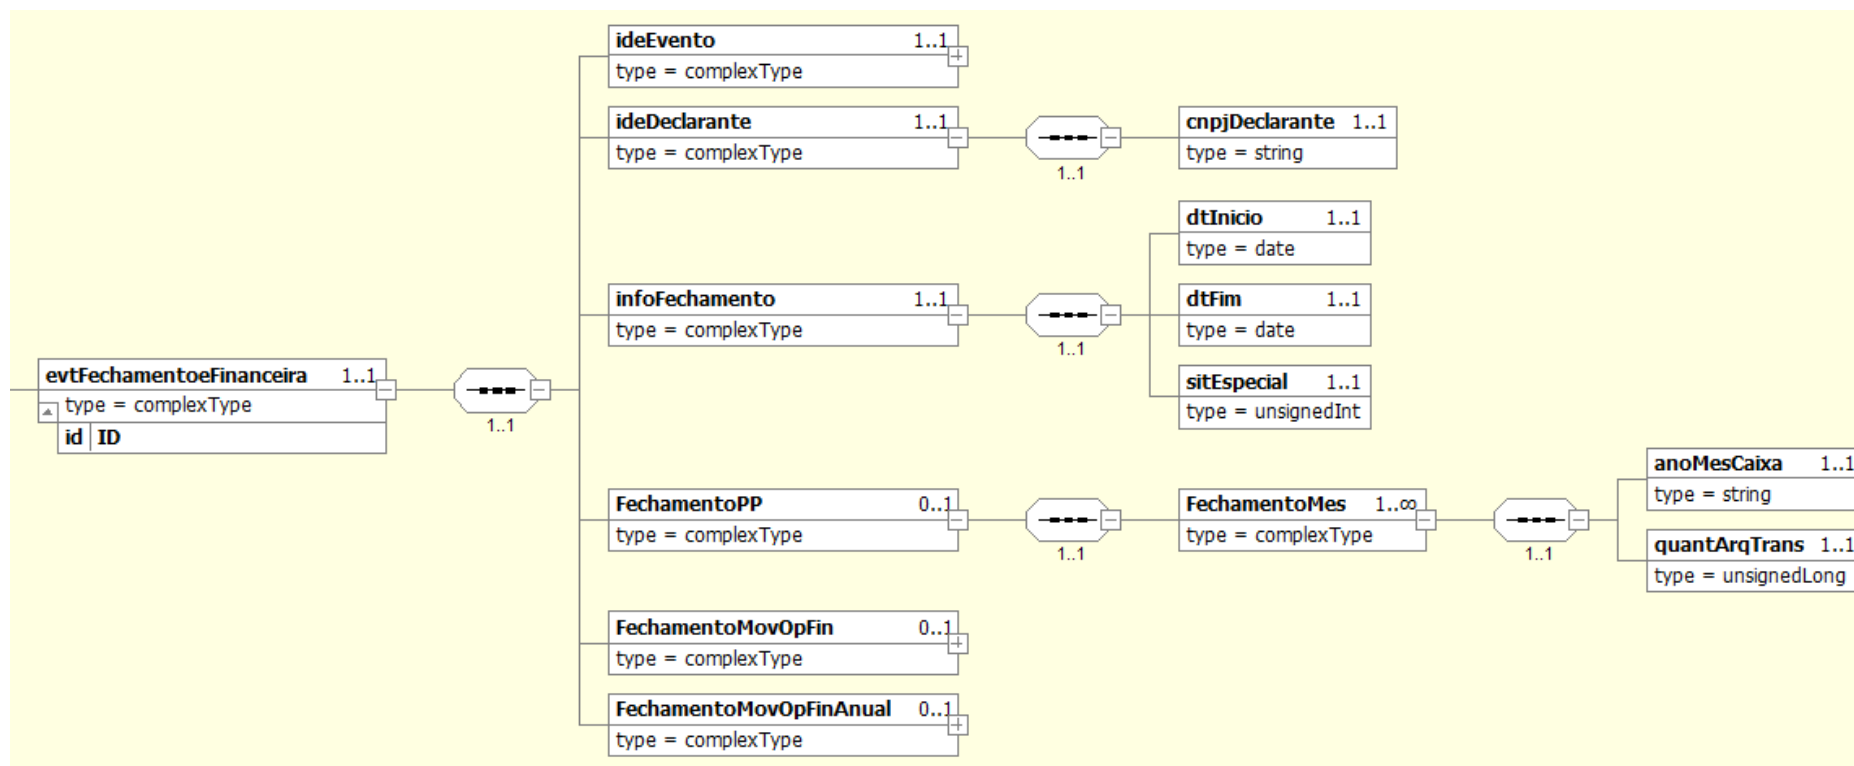 evtFechamentoeFinanceira 1..1
type = complexType
id ID
1..1
ideEvento 1..1
type = complexType
ideDeclarante 1..1
type = complexType
1..1
cnpjDeclarante 1..1
type = string
infoFechamento 1..1
type = complexType
1..1
dtInicio 1..1
type = date
dtFim 1..1
type = date
sitEspecial 1..1
type = unsignedInt
FechamentoPP 0..1
type = complexType
1..1
FechamentoMes 1..∞
type = complexType
1..1
anoMesCaixa 1..1
type = string
quantArqTrans 1..1
type = unsignedLong
FechamentoMovOpFin 0..1
type = complexType
FechamentoMovOpFinAnual 0..1
type = complexType